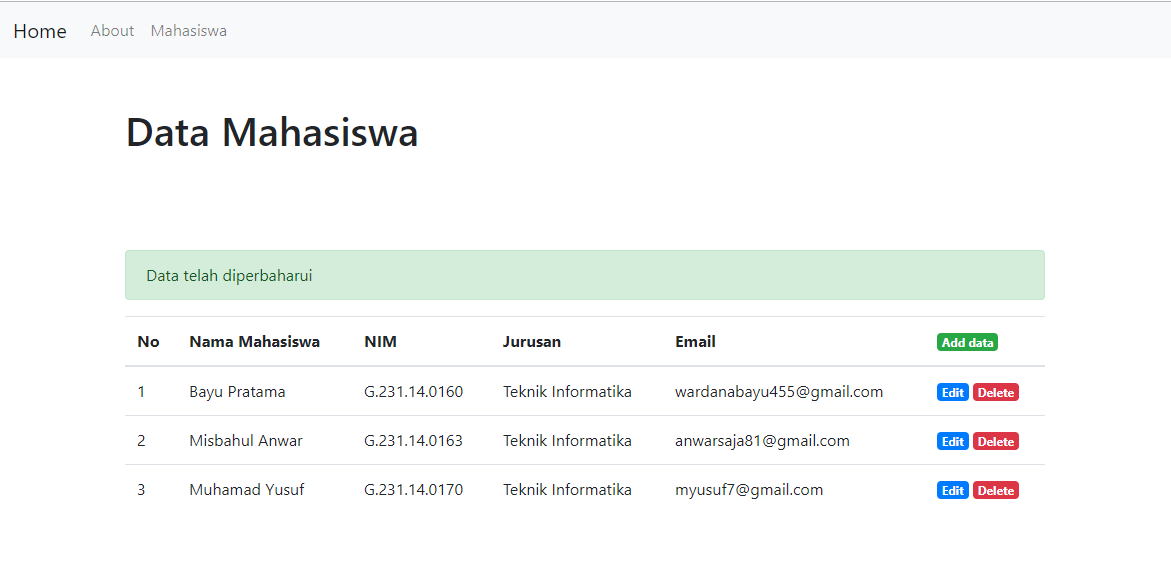 Home About Mahasiswa
Data Mahasiswa
Data telah diperbaharui
No Nama Mahasiswa NIM Jurusan Email Add data
1 Bayu Pratama G.231.14.0160 Teknik Informatika wardanabayu455@gmail.com Edit Delete
2 Misbahul Anwar G.231.14.0163 Teknik Informatika anwarsaja81@gmail.com Edit Delete
3 Muhamad Yusuf G.231.14.0170 Teknik Informatika myusuf7@gmail.com Edit Delete